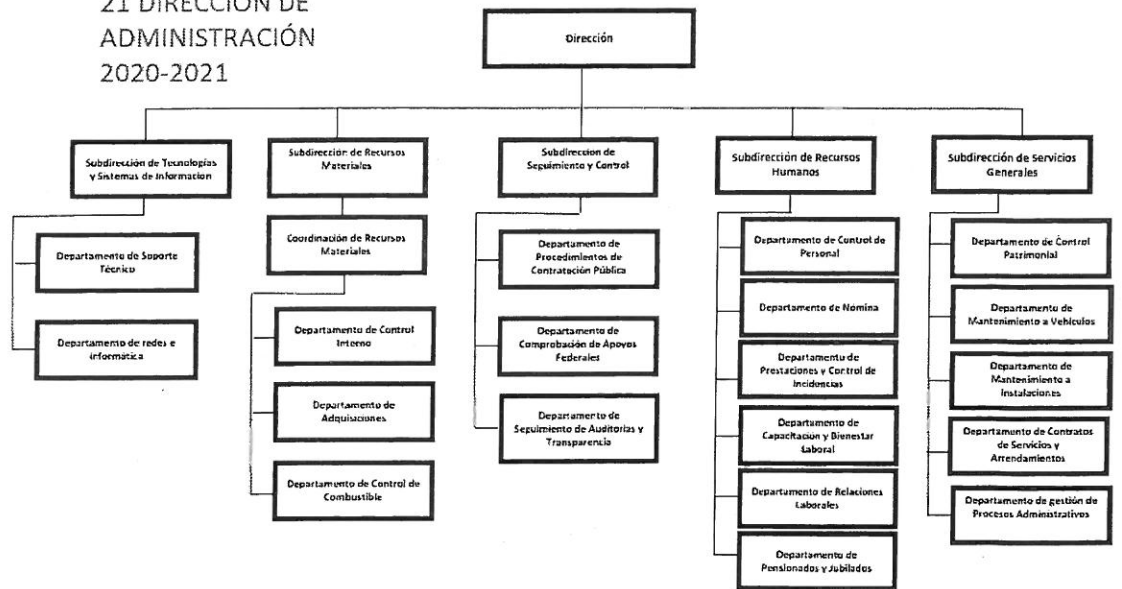 21 DIRECCIÓN DE
ADMINISTRACIÓN
2020-2021
Dirección
Subdirección de Tecnologías
y Sistemas de Informacion
Departamento de Soporte
Técnico
Departamento de redes e
informática
Subdirección de Recursos
Materiales
Coordinación de Recursos
Materiales
Departamento de Control
Interno
Departamento de
Adquisiciones
Departamento de Control de
Combustible
Subdireccion de
Seguimiento y Control
Departamento de
Procedimientos de
Contratación Pública
Departamento de
Comprobación de Apoyos
Federales
Departamento de
Seguimiento de Auditorias y
Transparencia
Subdirección de Recursos
Humanos
Departamento de Control de
Personal
Departamento de Nomina
Departamento de
Prestaciones y Control de
Incidencias
Departamento de
Capacitación y Bienestar
Laboral
Departamento de Relaciones
Laborales
Departamento de
Pensionados y Jubilados
Subdirección de Servicios
Generales
Departamento de Control
Patrimonial
Departamento de
Mantenimiento a Vehículos
Departamento de
Mantenimiento a
Instalaciones
Departamento de Contratos
de Servicios y
Arrendamientos
Departamento de gestión de
Procesos Administrativos